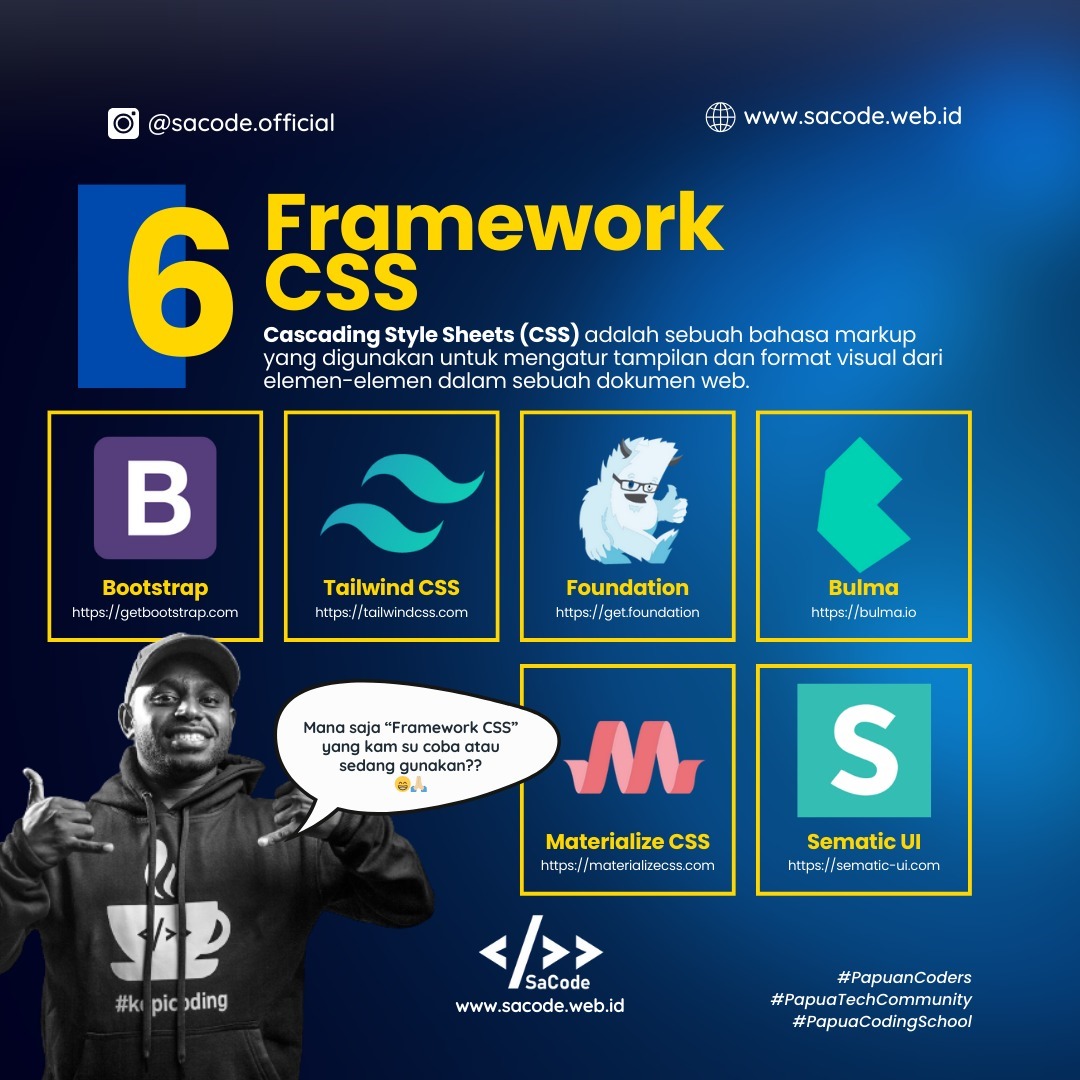 @sacode.official
www.sacode.web.id
6
Framework
CSS
Cascading Style Sheets (CSS) adalah sebuah bahasa markup
yang digunakan untuk mengatur tampilan dan format visual dari
elemen-elemen dalam sebuah dokumen web.
B
Bootstrap
https://getbootstrap.com
Tailwind CSS
https://tailwindcss.com
Foundation
https://get.foundation
Bulma
https://bulma.io
Mana saja “Framework CSS”
yang kam su coba atau
sedang gunakan??
😁🙏🏻
Materialize CSS
https://materializecss.com
S
Sematic UI
https://sematic-ui.com
</>
#kopicoding
</>>
SaCode
www.sacode.web.id
#PapuanCoders
#PapuaTechCommunity
#PapuaCodingSchool